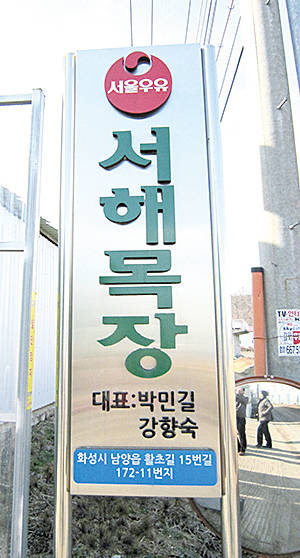 서울우유
서해목장
대표:박민길
강향숙
화성시 남양읍 활초길 15번길
172-11번지